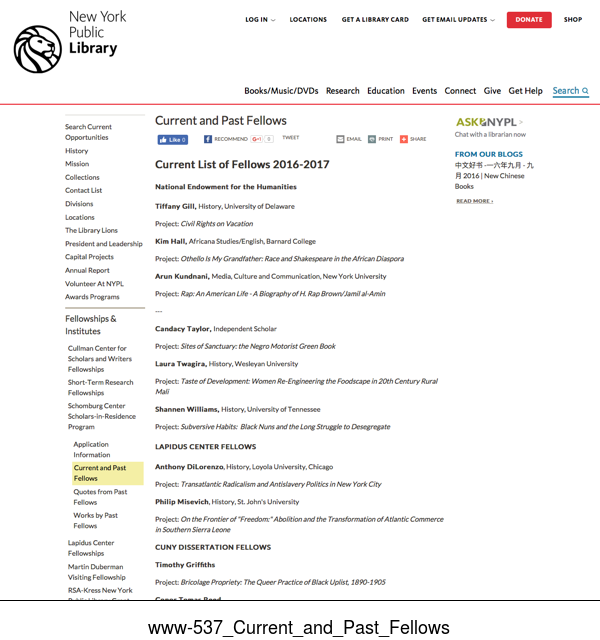 New York
Public
Library
LOG IN
LOCATIONS
GET A LIBRARY CARD
GET EMAIL UPDATES
DONATE
SHOP
Books/Music/DVDs
Research
Education
Events
Connect
Give
Get Help
Search
Search Current
Opportunities
History
Mission
Collections
Contact List
Divisions
Locations
The Library Lions
President and Leadership
Capital Projects
Annual Report
Volunteer At NYPL
Awards Programs
Fellowships &
Institutes
Cullman Center for
Scholars and Writers
Fellowships
Short-Term Research
Fellowships
Schomburg Center
Scholars-in-Residence
Program
Application
Information
Current and Past
Fellows
Quotes from Past
Fellows
Works by Past
Fellows
Lapidus Center
Fellowships
Martin Duberman
Visiting Fellowship
RSA-Kress New York
Current and Past Fellows
Like 0
RECOMMEND
G+1 0
TWEET
EMAIL
PRINT
SHARE
Current List of Fellows 2016-2017
National Endowment for the Humanities
Tiffany Gill, History, University of Delaware
Project: Civil Rights on Vacation
Kim Hall, Africana Studies/English, Barnard College
Project: Othello Is My Grandfather: Race and Shakespeare in the African Diaspora
Arun Kundnani, Media, Culture and Communication, New York University
Project: Rap: An American Life - A Biography of H. Rap Brown/Jamil al-Amin
---
Candacy Taylor, Independent Scholar
Project: Sites of Sanctuary: the Negro Motorist Green Book
Laura Twagira, History, Wesleyan University
Project: Taste of Development: Women Re-Engineering the Foodscape in 20th Century Rural
Mali
Shannen Williams, History, University of Tennessee
Project: Subversive Habits: Black Nuns and the Long Struggle to Desegregate
LAPIDUS CENTER FELLOWS
Anthony DiLorenzo, History, Loyola University, Chicago
Project: Transatlantic Radicalism and Antislavery Politics in New York City
Philip Misevich, History, St. John's University
Project: On the Frontier of "Freedom:" Abolition and the Transformation of Atlantic Commerce
in Southern Sierra Leone
CUNY DISSERTATION FELLOWS
Timothy Griffiths
Project: Bricolage Propriety: The Queer Practice of Black Uplist, 1890-1905
ASK NYPL >
Chat with a librarian now
FROM OUR BLOGS
中文好书 -一六年九月 - 九
月 2016 | New Chinese
Books
READ MORE ›
www-537_Current_and_Past_Fellows